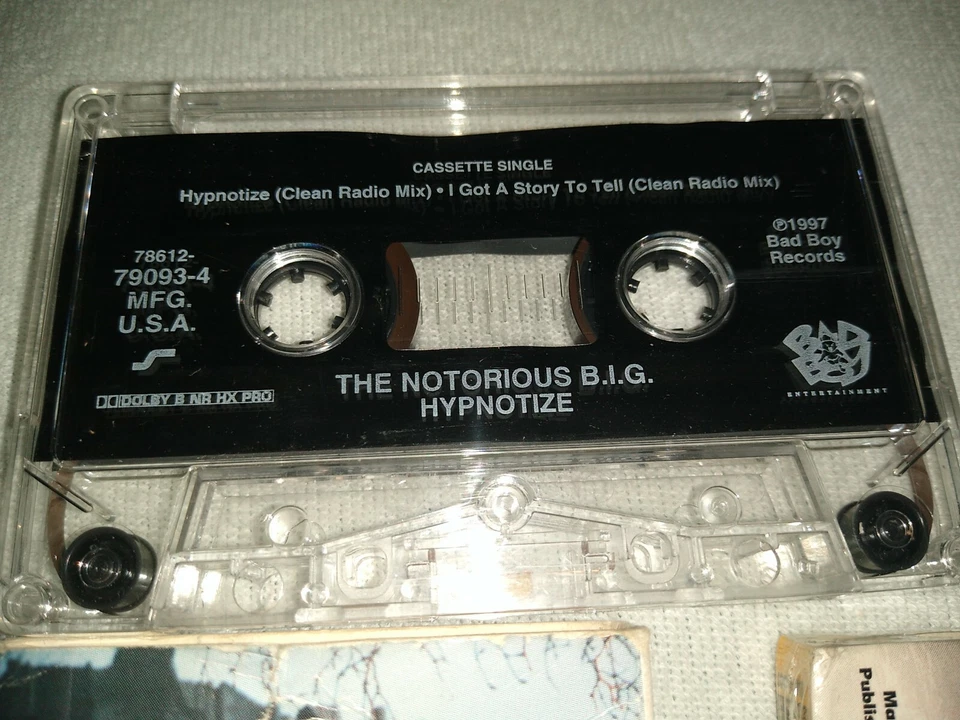 CASSETTE SINGLE
Hypnotize (Clean Radio Mix) • I Got A Story To Tell (Clean Radio Mix)
78612-
79093-4
MFG.
U.S.A.
DOLBY B NR HX PRO
℗1997
Bad Boy
Records
BAD BOY
ENTERTAINMENT
THE NOTORIOUS B.I.G.
HYPNOTIZE